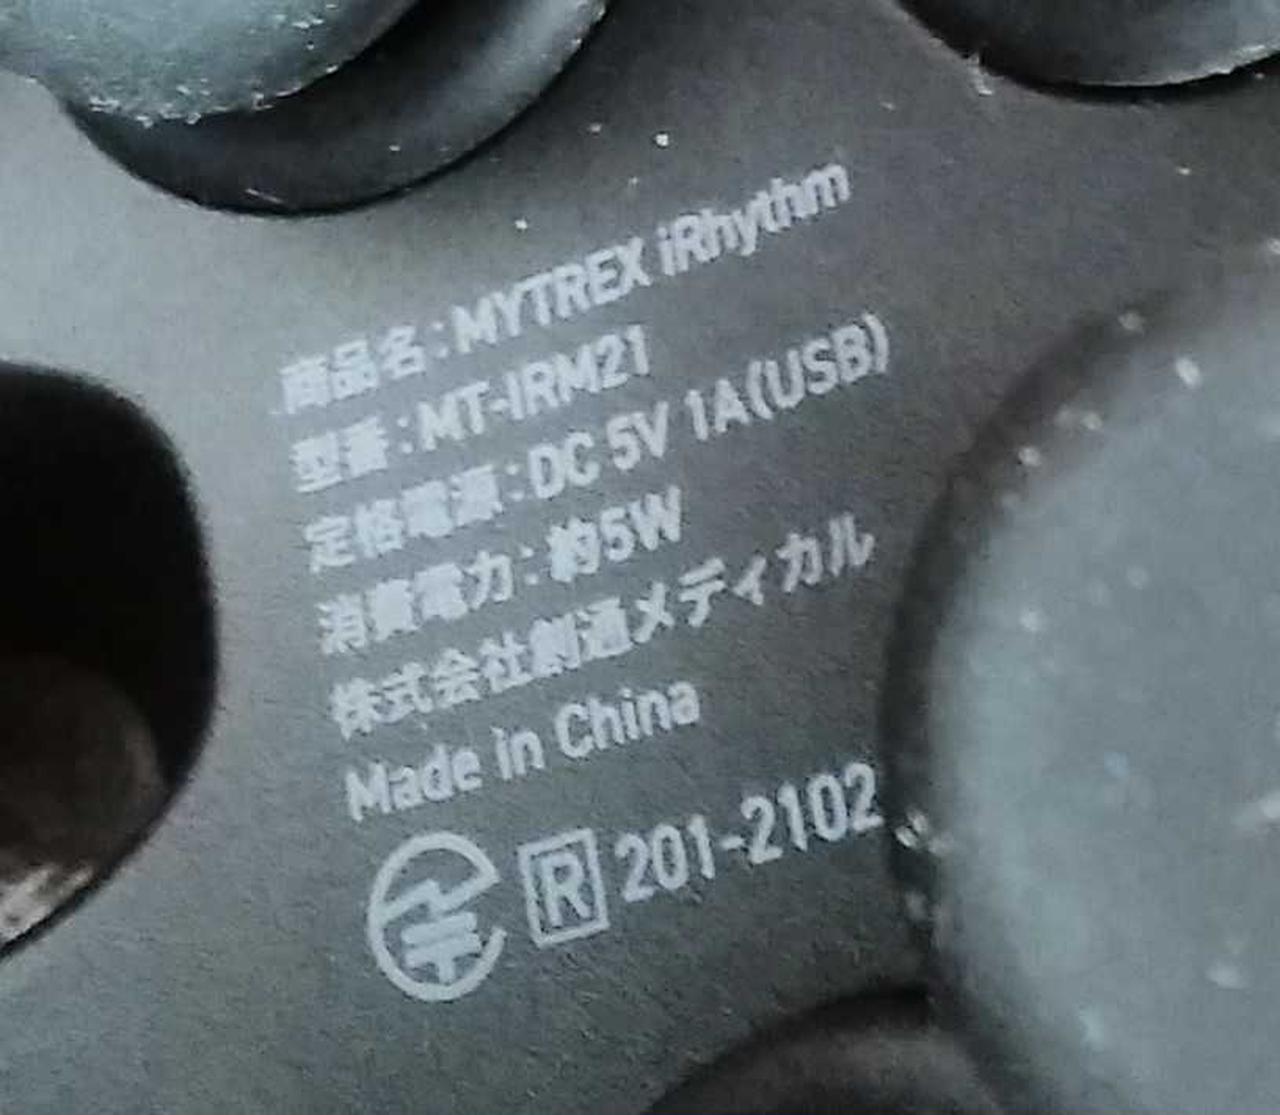 商品名：MYTREX iRhythm
型番：MT-IRM21
定格電源：DC 5V 1A(USB)
消費電力：約5W
株式会社創通メディカル
Made in China
R 201-2102